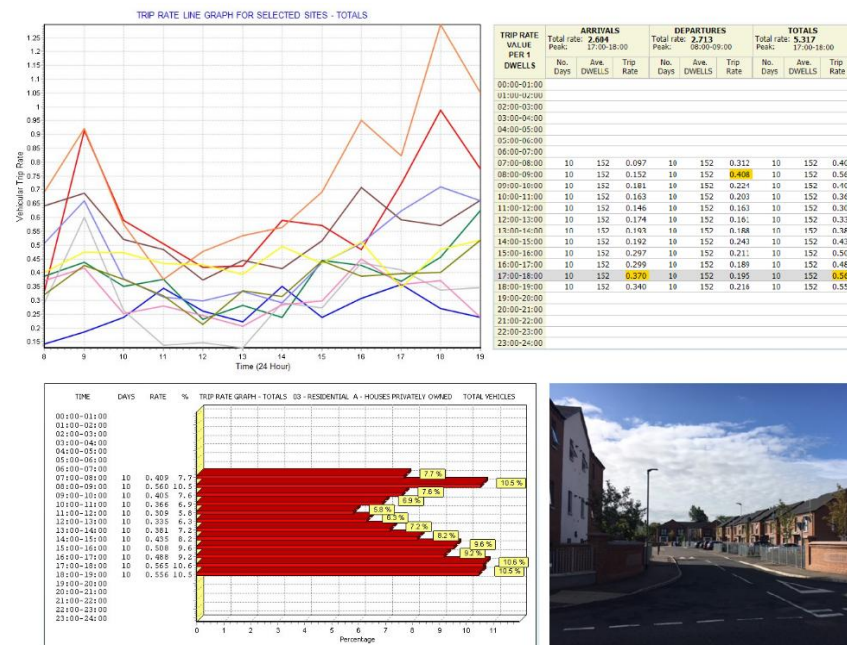 TRIP RATE LINE GRAPH FOR SELECTED SITES - TOTALS
Vehicular Trip Rate
1.25
1.2
1.15
1.1
1.05
1
0.95
0.9
0.85
0.8
0.75
0.7
0.65
0.6
0.55
0.5
0.45
0.4
0.35
0.3
0.25
0.2
0.15
8 9 10 11 12 13 14 15 16 17 18 19
Time (24 Hour)
TRIP RATE VALUE PER 1 DWELLS
ARRIVALS DEPARTURES TOTALS
Total rate: 2.604 Total rate: 2.713 Total rate: 5.317
Peak: 17:00-18:00 Peak: 08:00-09:00 Peak: 17:00-18:00
No. Days Ave. DWELLS Trip Rate No. Days Ave. DWELLS Trip Rate No. Days Ave. DWELLS Trip
00:00-01:00
01:00-02:00
02:00-03:00
03:00-04:00
04:00-05:00
05:00-06:00
06:00-07:00
07:00-08:00 10 152 0.097 10 152 0.312 10 152 0.40
08:00-09:00 10 152 0.152 10 152 0.408 10 152 0.56
09:00-10:00 10 152 0.181 10 152 0.224 10 152 0.40
10:00-11:00 10 152 0.163 10 152 0.203 10 152 0.36
11:00-12:00 10 152 0.146 10 152 0.163 10 152 0.30
12:00-13:00 10 152 0.174 10 152 0.161 10 152 0.33
13:00-14:00 10 152 0.193 10 152 0.188 10 152 0.38
14:00-15:00 10 152 0.192 10 152 0.243 10 152 0.43
15:00-16:00 10 152 0.297 10 152 0.211 10 152 0.50
16:00-17:00 10 152 0.299 10 152 0.189 10 152 0.48
17:00-18:00 10 152 0.370 10 152 0.195 10 152 0.56
18:00-19:00 10 152 0.340 10 152 0.216 10 152 0.55
19:00-20:00
20:00-21:00
21:00-22:00
22:00-23:00
23:00-24:00
TIME DAYS RATE % TRIP RATE GRAPH - TOTALS 03 - RESIDENTIAL A - HOUSES PRIVATELY OWNED TOTAL VEHICLES
00:00-01:00
01:00-02:00
02:00-03:00
03:00-04:00
04:00-05:00
05:00-06:00
06:00-07:00
07:00-08:00 10 0.409 7.7 7.7 %
08:00-09:00 10 0.560 10.5 10.5 %
09:00-10:00 10 0.405 7.6 7.6 %
10:00-11:00 10 0.366 6.9 6.9 %
11:00-12:00 10 0.309 5.8 5.8 %
12:00-13:00 10 0.335 6.3 6.3 %
13:00-14:00 10 0.381 7.2 7.2 %
14:00-15:00 10 0.435 8.2 8.2 %
15:00-16:00 10 0.508 9.6 9.6 %
16:00-17:00 10 0.488 9.2 9.2 %
17:00-18:00 10 0.565 10.6 10.6 %
18:00-19:00 10 0.556 10.5 10.5 %
19:00-20:00
20:00-21:00
21:00-22:00
22:00-23:00
23:00-24:00
0 1 2 3 4 5 6 7 8 9 10 11
Percentage